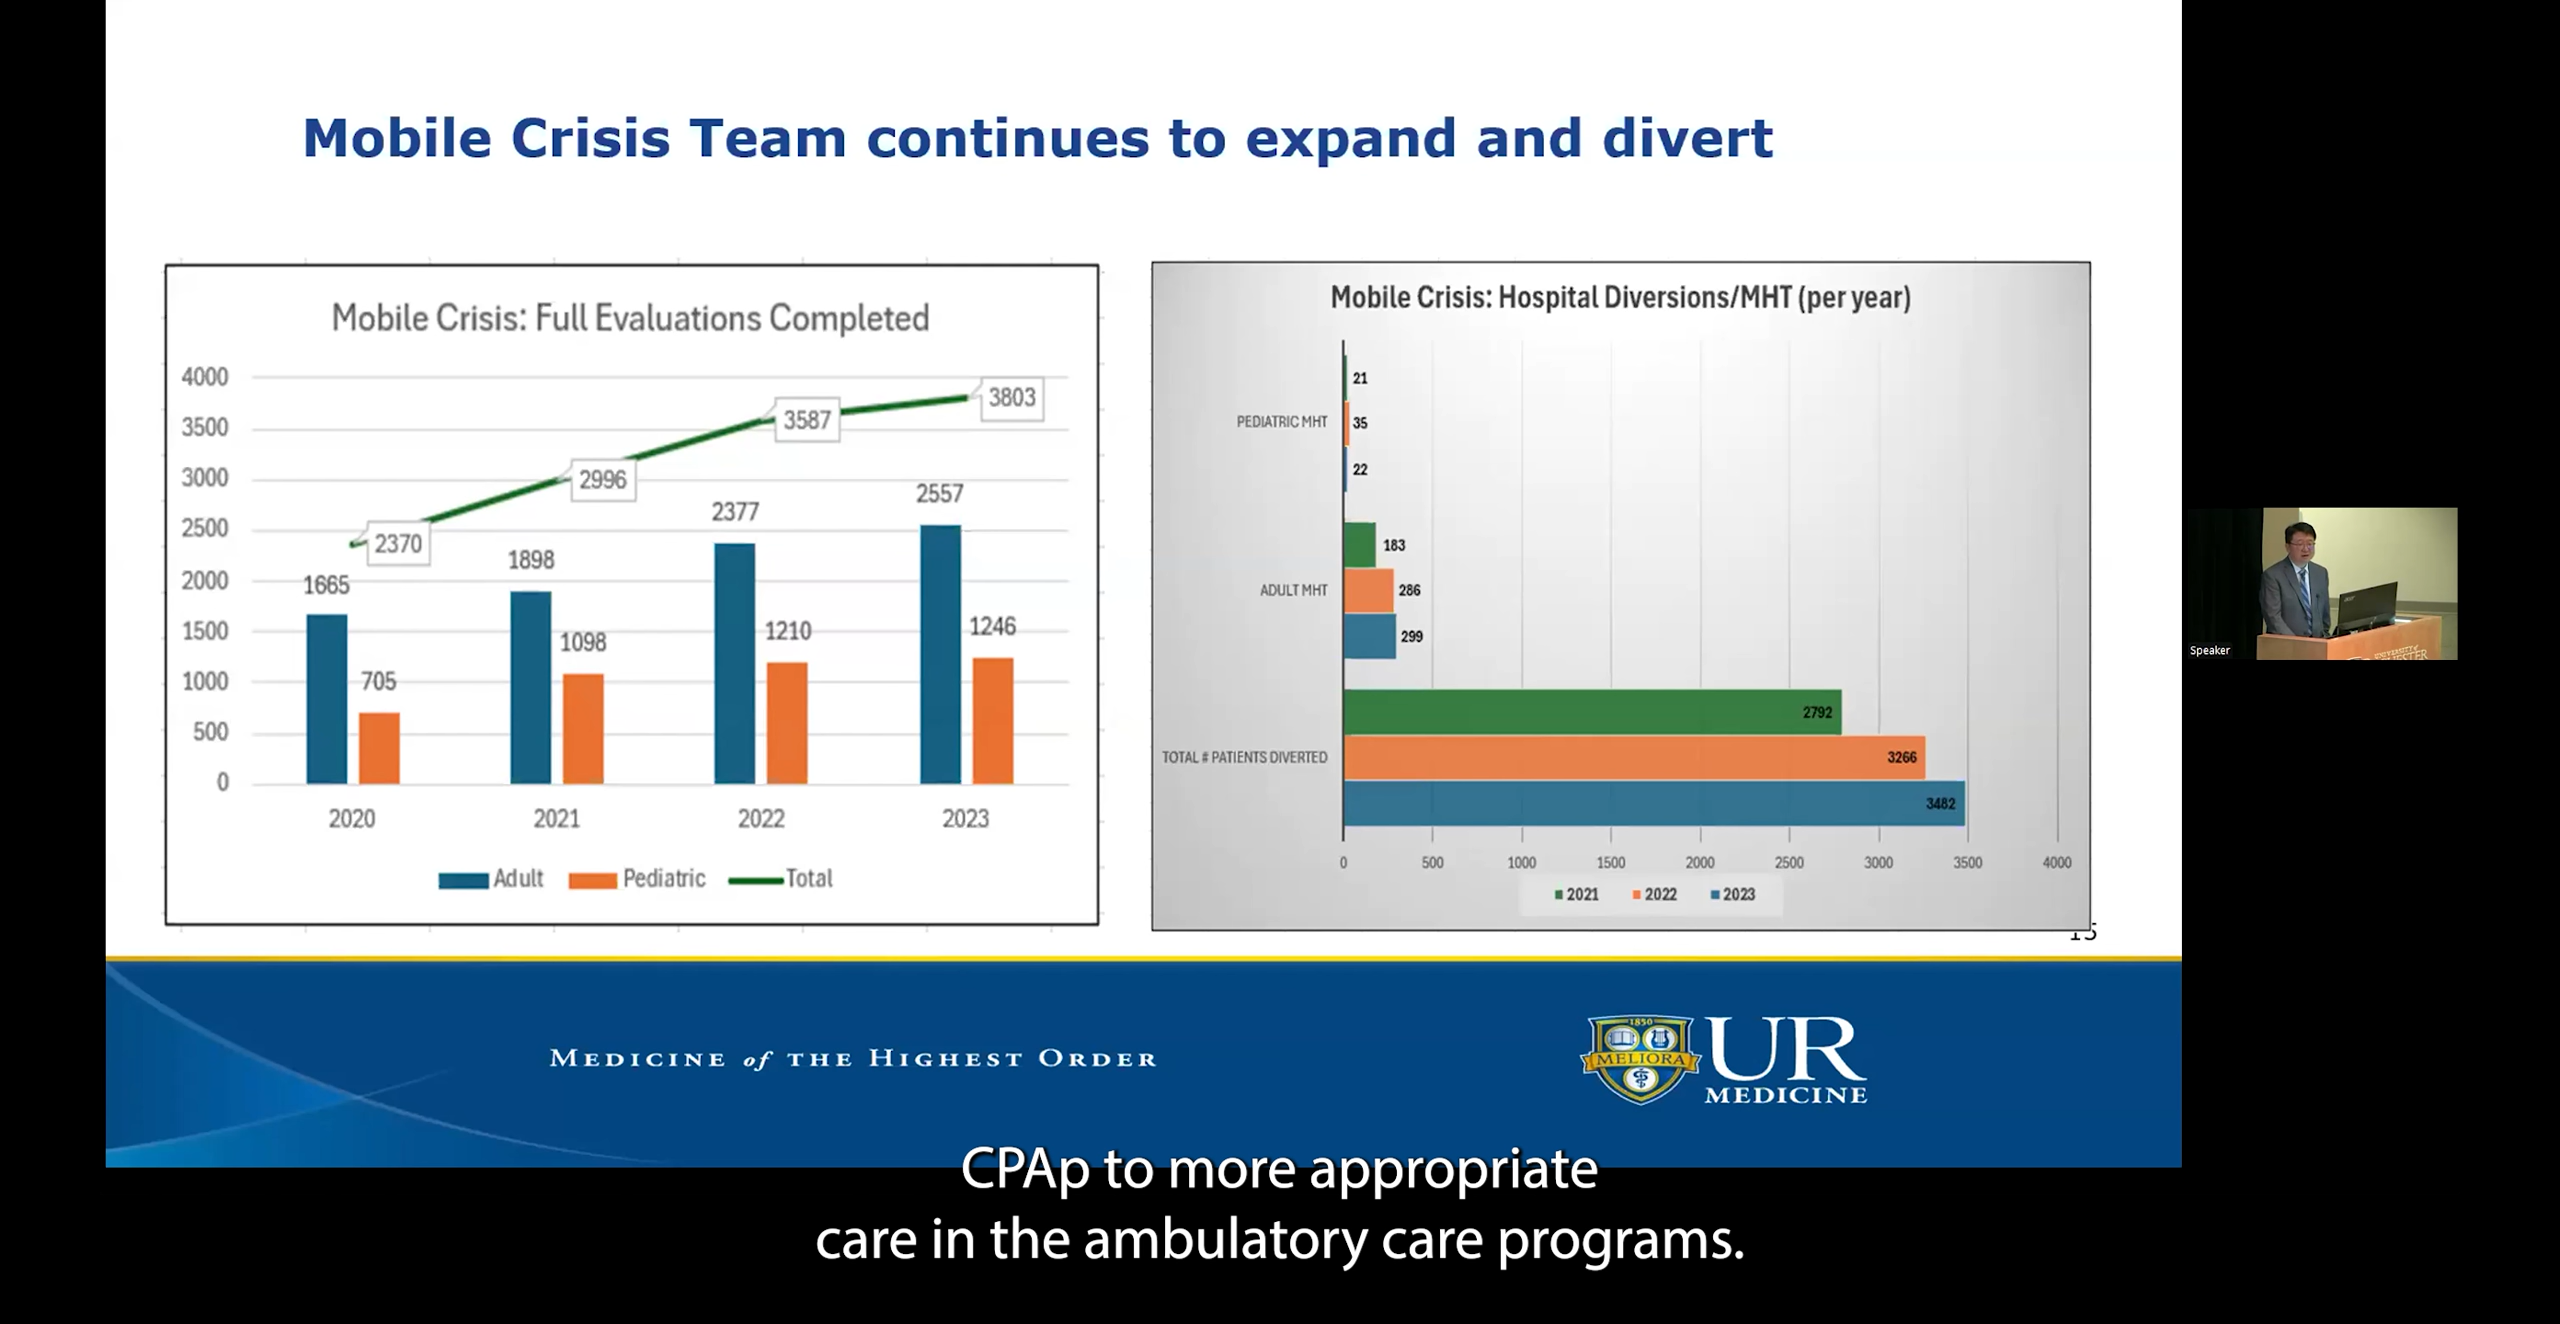 Mobile Crisis Team continues to expand and divert
Mobile Crisis: Full Evaluations Completed
4000
3500
3000
2500
2000
1500
1000
500
0
2370
2996
3587
3803
1665
705
1898
1098
2377
1210
2557
1246
2020 2021 2022 2023
Adult Pediatric Total
Mobile Crisis: Hospital Diversions/MHT (per year)
PEDIATRIC MHT
21
35
22
ADULT MHT
183
286
299
TOTAL # PATIENTS DIVERTED
2792
3266
3482
0 500 1000 1500 2000 2500 3000 3500 4000
2021 2022 2023
15
Speaker
MEDICINE of THE HIGHEST ORDER
1850
MELIORA
UR
MEDICINE
CPAp to more appropriate
care in the ambulatory care programs.